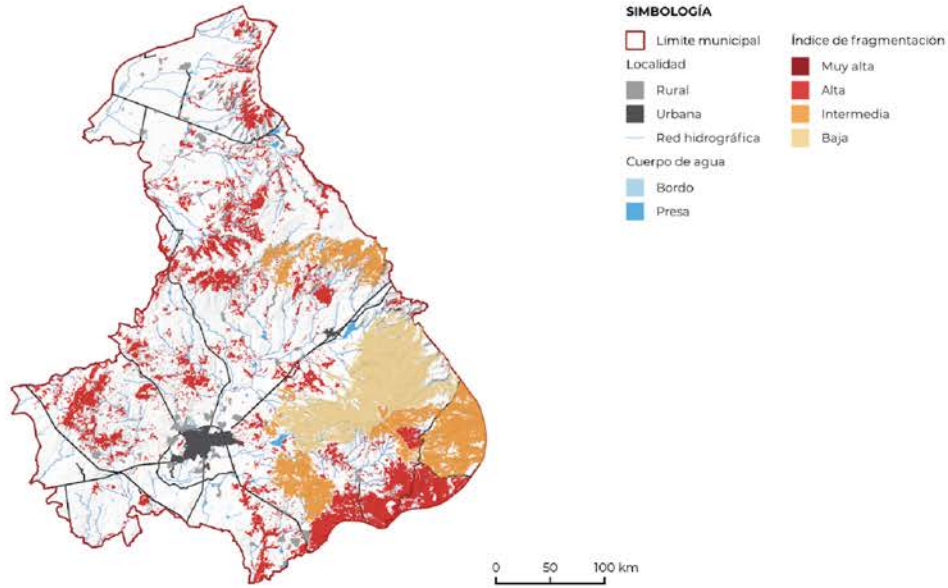 SIMBOLOGÍA
Límite municipal
Localidad
Rural
Urbana
Red hidrográfica
Cuerpo de agua
Bordo
Presa
Índice de fragmentación
Muy alta
Alta
Intermedia
Baja
0 50 100 km